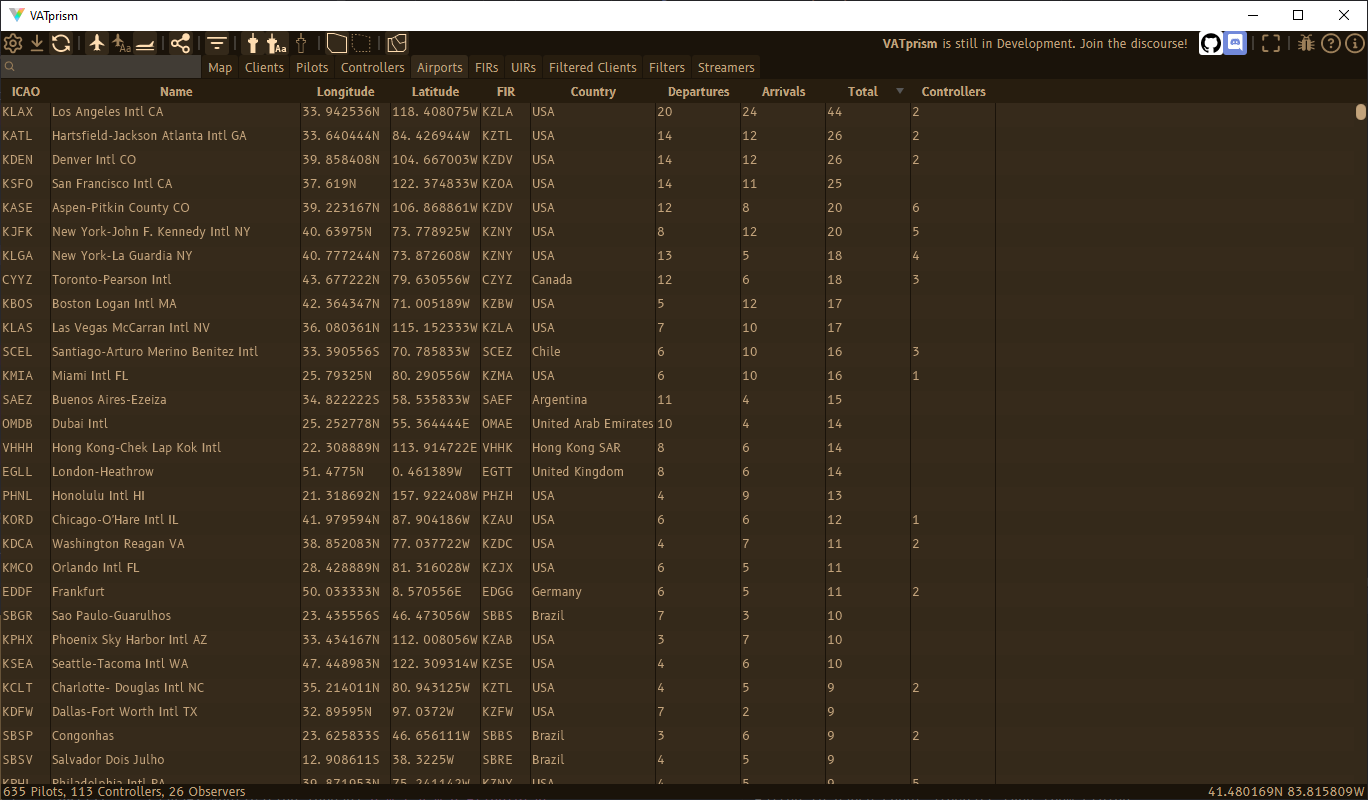 VATprism
Aa Aa VATprism is still in Development. Join the discourse!
Map Clients Pilots Controllers Airports FIRs UIRs Filtered Clients Filters Streamers
ICAO Name Longitude Latitude FIR Country Departures Arrivals Total Controllers
KLAX Los Angeles Intl CA 33. 942536N 118. 408075W KZLA USA 20 24 44 2
KATL Hartsfield-Jackson Atlanta Intl GA 33. 640444N 84. 426944W KZTL USA 14 12 26 2
KDEN Denver Intl CO 39. 858408N 104. 667003W KZDV USA 14 12 26 2
KSFO San Francisco Intl CA 37. 619N 122. 374833W KZOA USA 14 11 25
KASE Aspen-Pitkin County CO 39. 223167N 106. 868861W KZDV USA 12 8 20 6
KJFK New York-John F. Kennedy Intl NY 40. 63975N 73. 778925W KZNY USA 8 12 20 5
KLGA New York-La Guardia NY 40. 777244N 73. 872608W KZNY USA 13 5 18 4
CYYZ Toronto-Pearson Intl 43. 677222N 79. 630556W CZYZ Canada 12 6 18 3
KBOS Boston Logan Intl MA 42. 364347N 71. 005189W KZBW USA 5 12 17
KLAS Las Vegas McCarran Intl NV 36. 080361N 115. 152333W KZLA USA 7 10 17
SCEL Santiago-Arturo Merino Benitez Intl 33. 390556S 70. 785833W SCEZ Chile 6 10 16 3
KMIA Miami Intl FL 25. 79325N 80. 290556W KZMA USA 6 10 16 1
SAEZ Buenos Aires-Ezeiza 34. 822222S 58. 535833W SAEF Argentina 11 4 15
OMDB Dubai Intl 25. 252778N 55. 364444E OMAE United Arab Emirates 10 4 14
VHHH Hong Kong-Chek Lap Kok Intl 22. 308889N 113. 914722E VHHK Hong Kong SAR 8 6 14
EGLL London-Heathrow 51. 4775N 0. 461389W EGTT United Kingdom 8 6 14
PHNL Honolulu Intl HI 21. 318692N 157. 922408W PHZH USA 4 9 13
KORD Chicago-O'Hare Intl IL 41. 979594N 87. 904186W KZAU USA 6 6 12 1
KDCA Washington Reagan VA 38. 852083N 77. 037722W KZDC USA 4 7 11 2
KMCO Orlando Intl FL 28. 428889N 81. 316028W KZJX USA 6 5 11
EDDF Frankfurt 50. 033333N 8. 570556E EDGG Germany 6 5 11 2
SBGR Sao Paulo-Guarulhos 23. 435556S 46. 473056W SBBS Brazil 7 3 10
KPHX Phoenix Sky Harbor Intl AZ 33. 434167N 112. 008056W KZAB USA 3 7 10
KSEA Seattle-Tacoma Intl WA 47. 448983N 122. 309314W KZSE USA 4 6 10
KCLT Charlotte- Douglas Intl NC 35. 214011N 80. 943125W KZTL USA 4 5 9 2
KDFW Dallas-Fort Worth Intl TX 32. 89595N 97. 0372W KZFW USA 7 2 9
SBSP Congonhas 23. 625833S 46. 656111W SBBS Brazil 3 6 9 2
SBSV Salvador Dois Julho 12. 908611S 38. 3225W SBRE Brazil 4 5 9
KPHL Philadelphia Intl PA 39. 871953N 75. 241142W KZNY USA 4 5 9 5
635 Pilots, 113 Controllers, 26 Observers 41.480169N 83.815809W